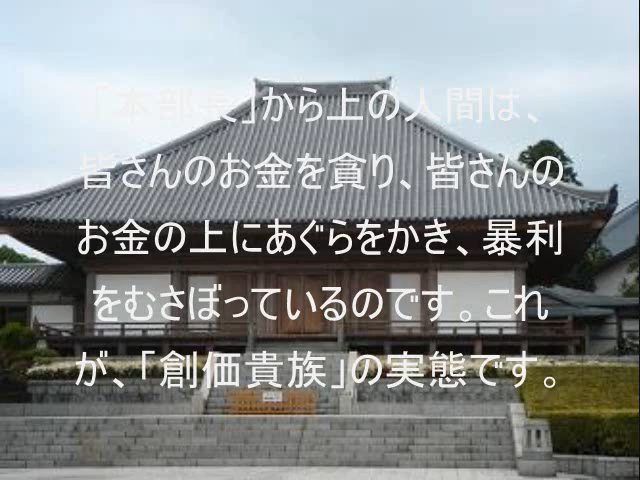 「本部長」から上の人間は、
皆さんのお金を貪り、皆さんの
お金の上にあぐらをかき、暴利
をむさぼっているのです。これ
が、「創価貴族」の実態です。